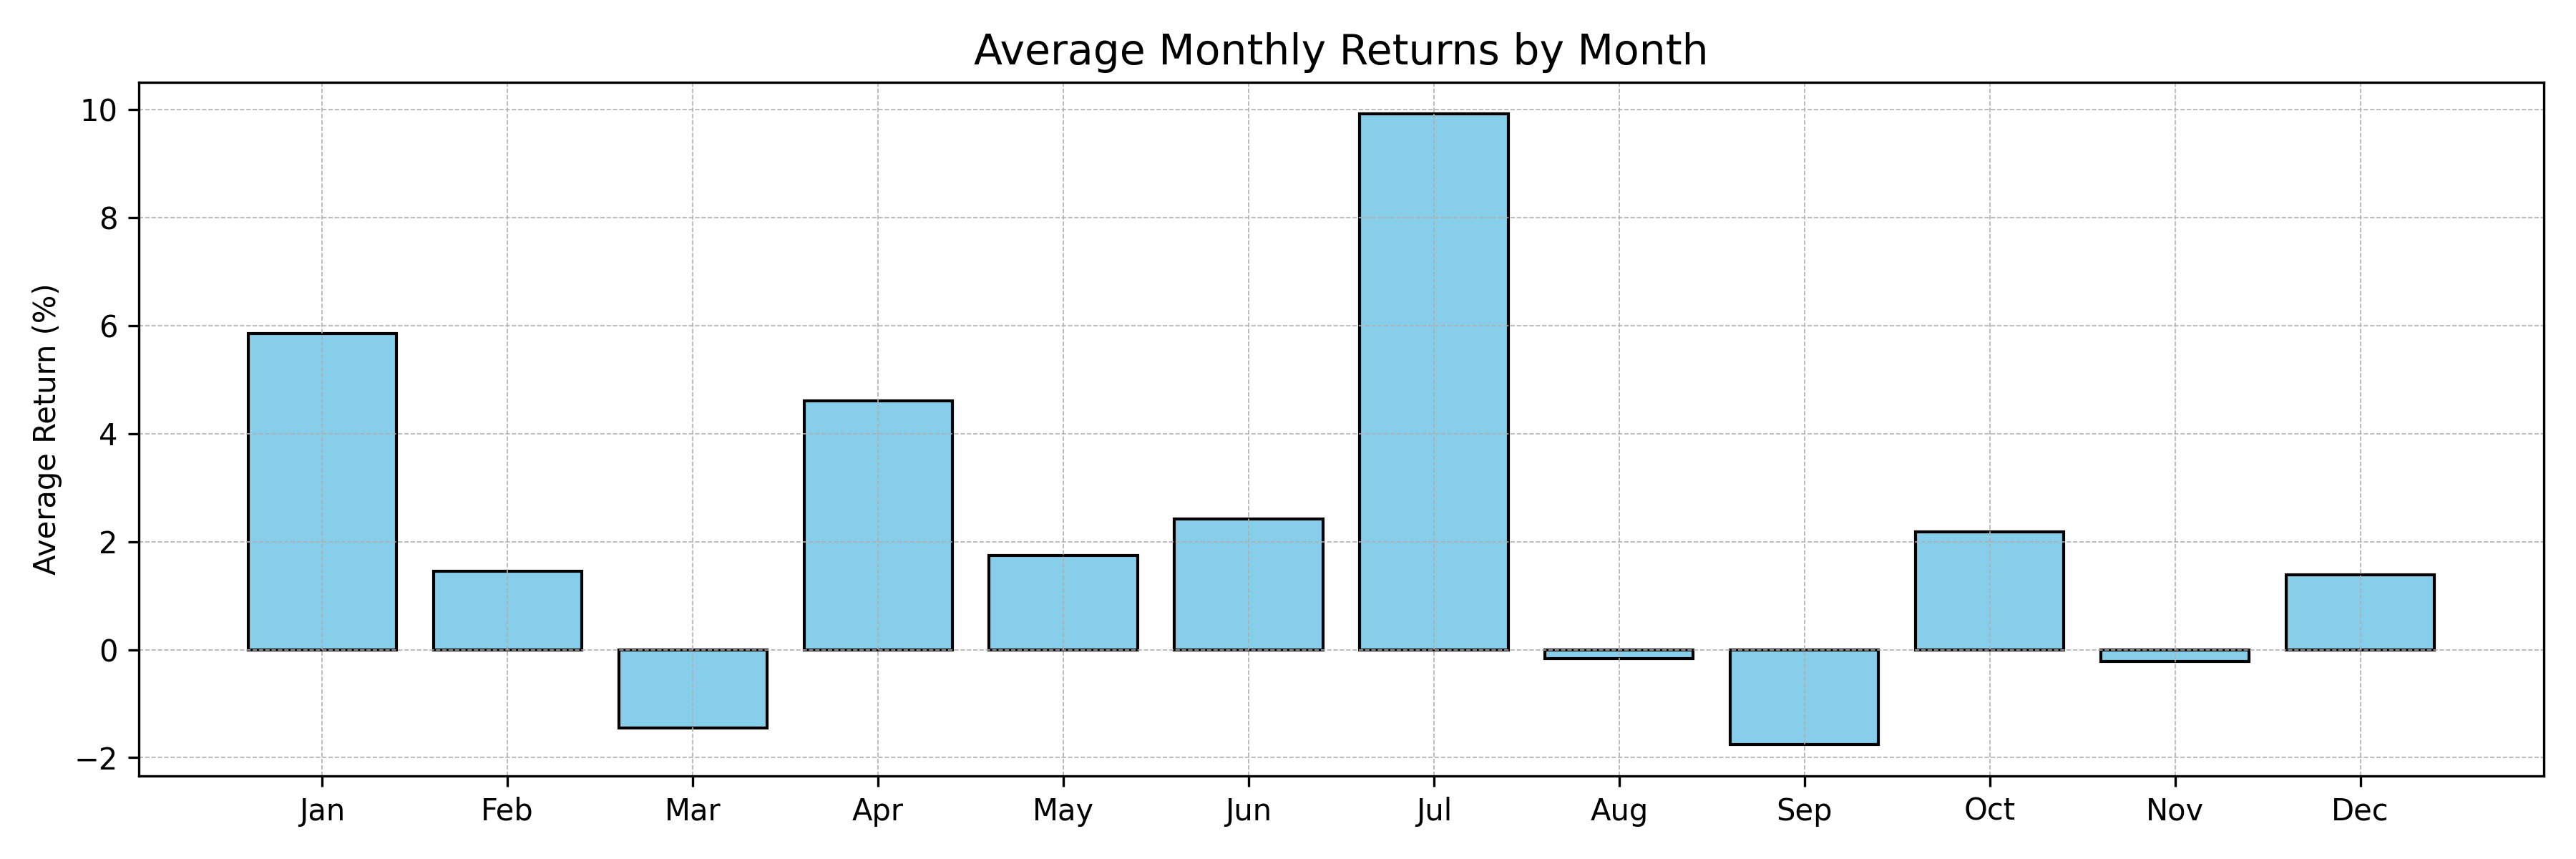 Average Monthly Returns by Month
Average Return (%)
10
8
6
4
2
0
−2
Jan Feb Mar Apr May Jun Jul Aug Sep Oct Nov Dec